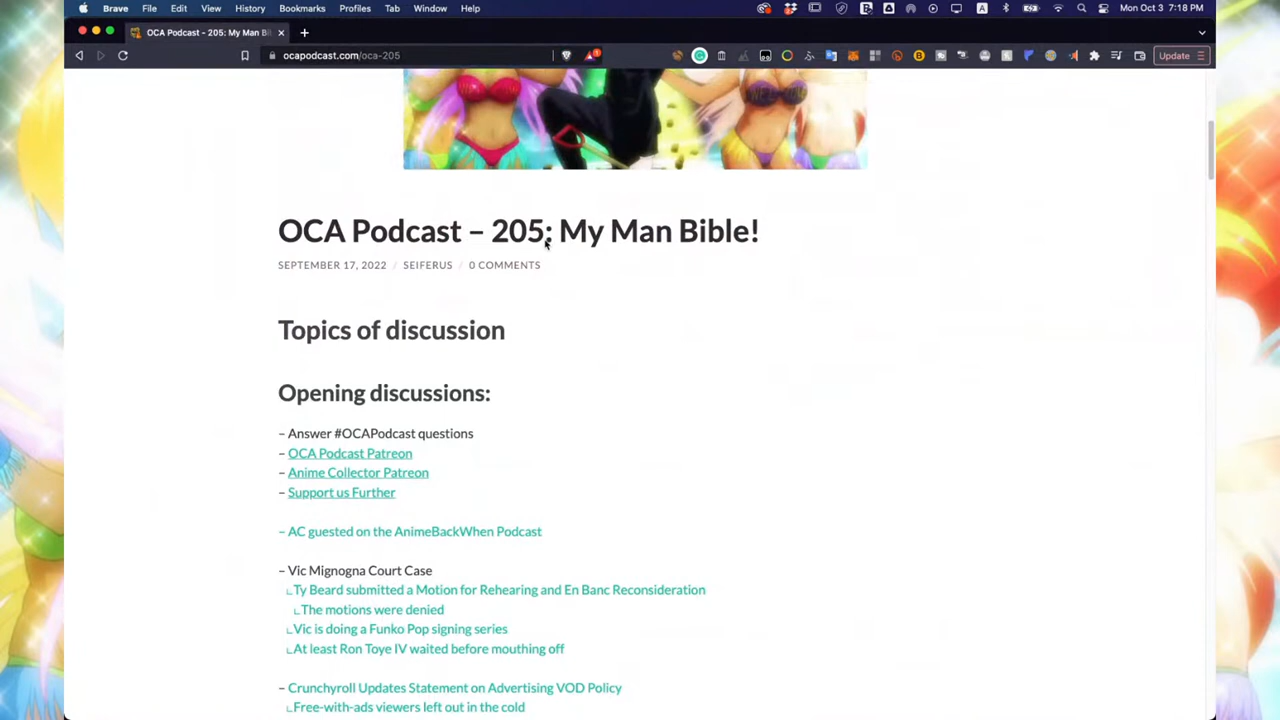 Brave File Edit View History Bookmarks Profiles Tab Window Help Mon Oct 3 7:18 PM
OCA Podcast - 205: My Man Bi
ocapodcast.com/oca-205 Update
OCA Podcast – 205: My Man Bible!
SEPTEMBER 17, 2022 / SEIFERUS / 0 COMMENTS
Topics of discussion
Opening discussions:
– Answer #OCAPodcast questions
– OCA Podcast Patreon
– Anime Collector Patreon
– Support us Further
– AC guested on the AnimeBackWhen Podcast
– Vic Mignogna Court Case
∟Ty Beard submitted a Motion for Rehearing and En Banc Reconsideration
∟The motions were denied
∟Vic is doing a Funko Pop signing series
∟At least Ron Toye IV waited before mouthing off
– Crunchyroll Updates Statement on Advertising VOD Policy
∟Free-with-ads viewers left out in the cold